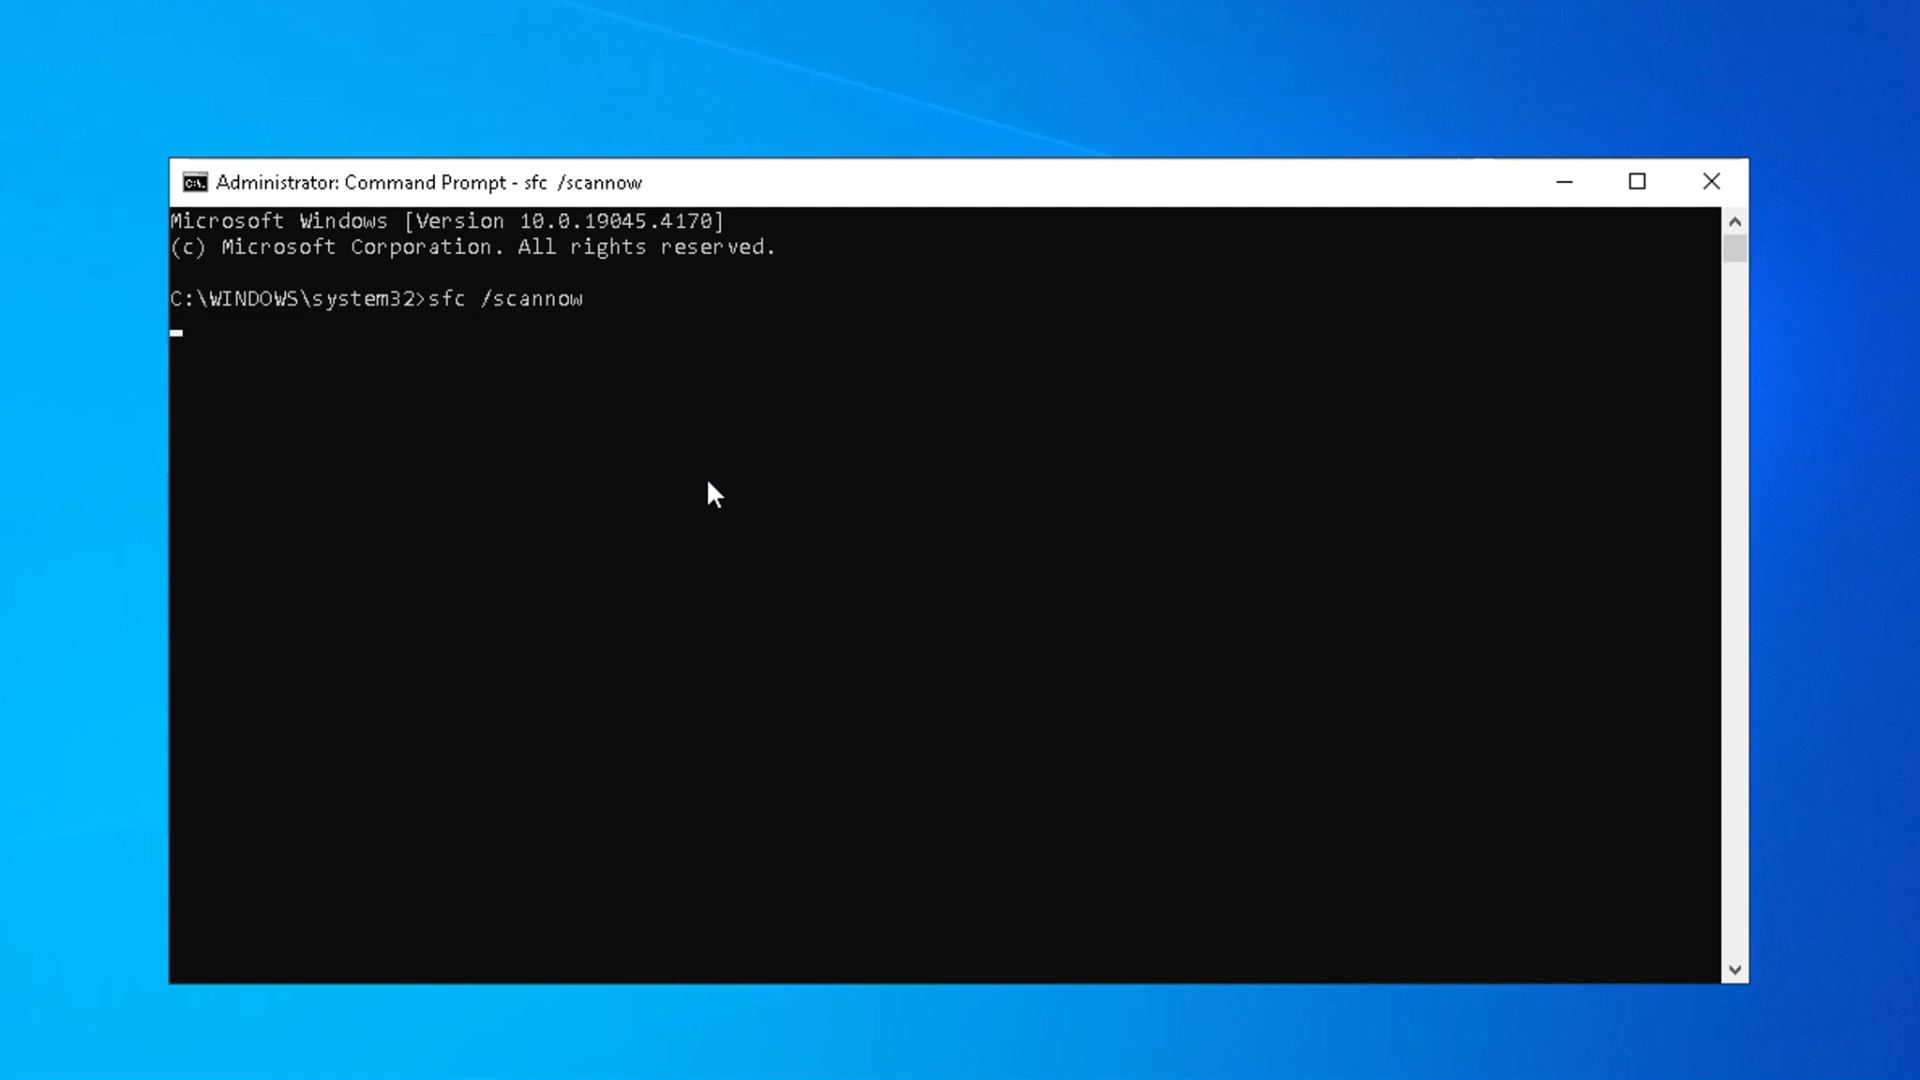 Administrator: Command Prompt - sfc  /scannow
Microsoft Windows [Version 10.0.19045.4170]
(c) Microsoft Corporation. All rights reserved.
C:\WINDOWS\system32>sfc /scannow